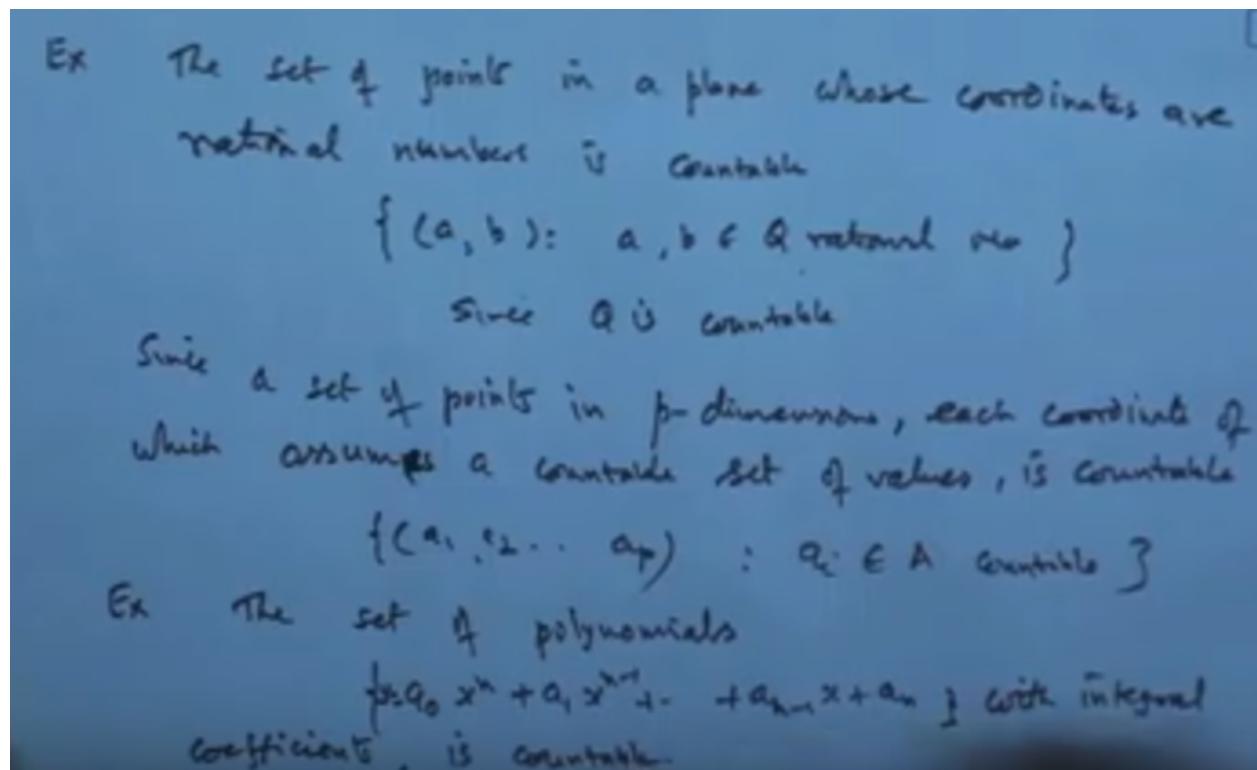 Ex The set of points in a plane whose coordinates are
rational numbers is countable
{ (a, b): a, b ∈ Q rational no }
Since Q is countable
Since a set of points in p-dimensions, each coordinate of
which assumes a countable set of values, is countable
{(a1, a2.. ap) : ai ∈ A countable }
Ex The set of polynomials
a0 x^n + a1 x^n-1 +.. + an-1 x + an } with integral
coefficients, is countable.